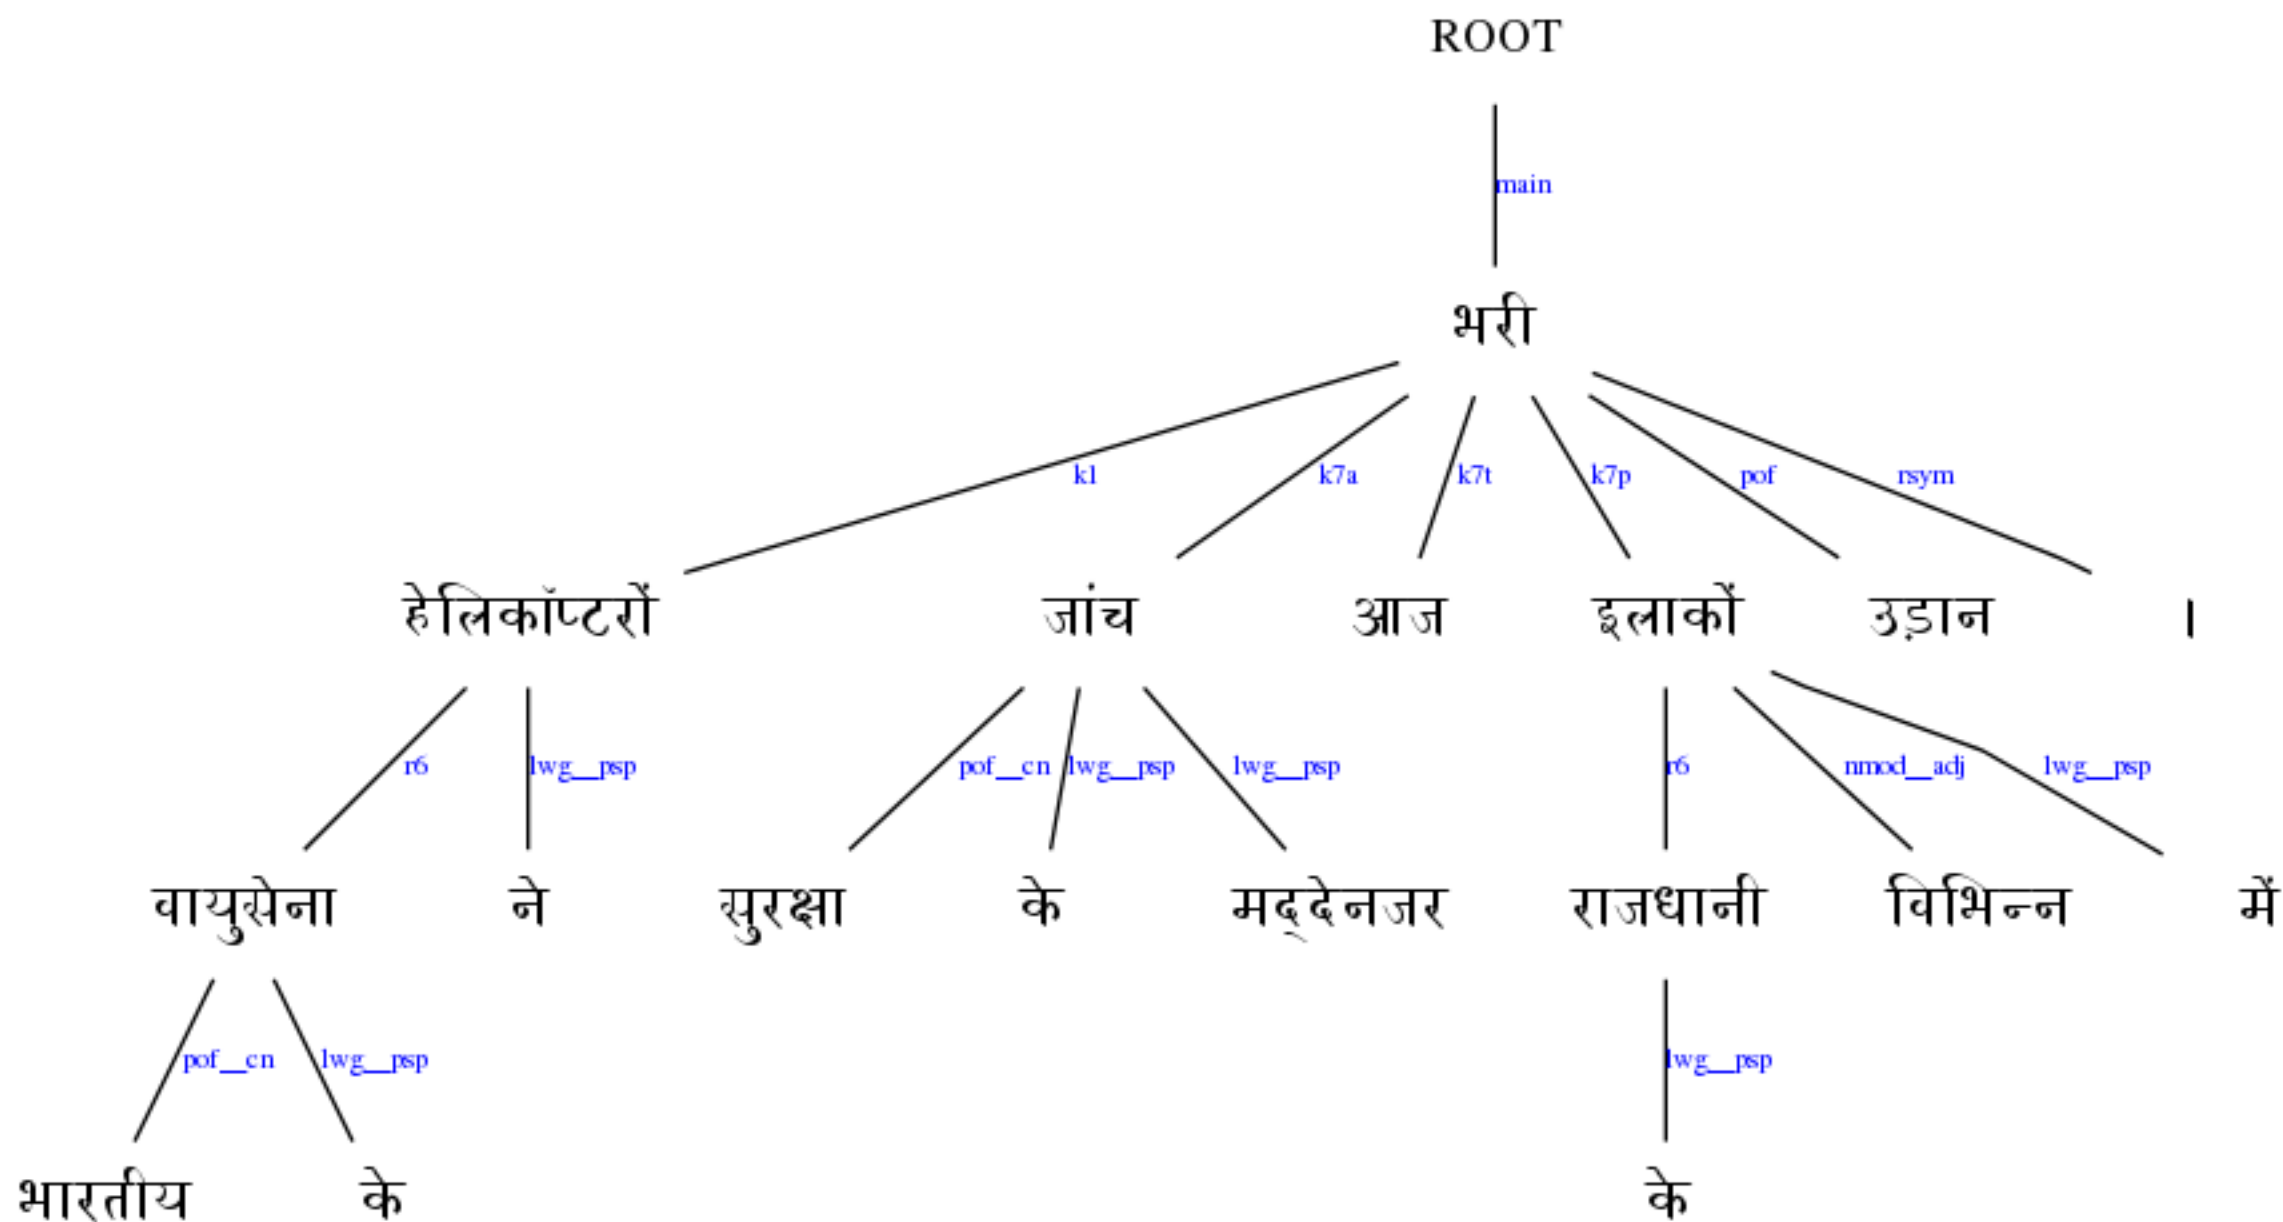 ROOT
main
भरी
k1 k7a k7t k7p pof rsym
हेलिकॉप्टरों जांच आज इलाकों उड़ान ।
r6 lwg__psp pof__cn lwg__psp lwg__psp r6 nmod__adj lwg__psp
वायुसेना ने सुरक्षा के मद्देनजर राजधानी विभिन्न में
pof__cn lwg__psp lwg__psp
भारतीय के के